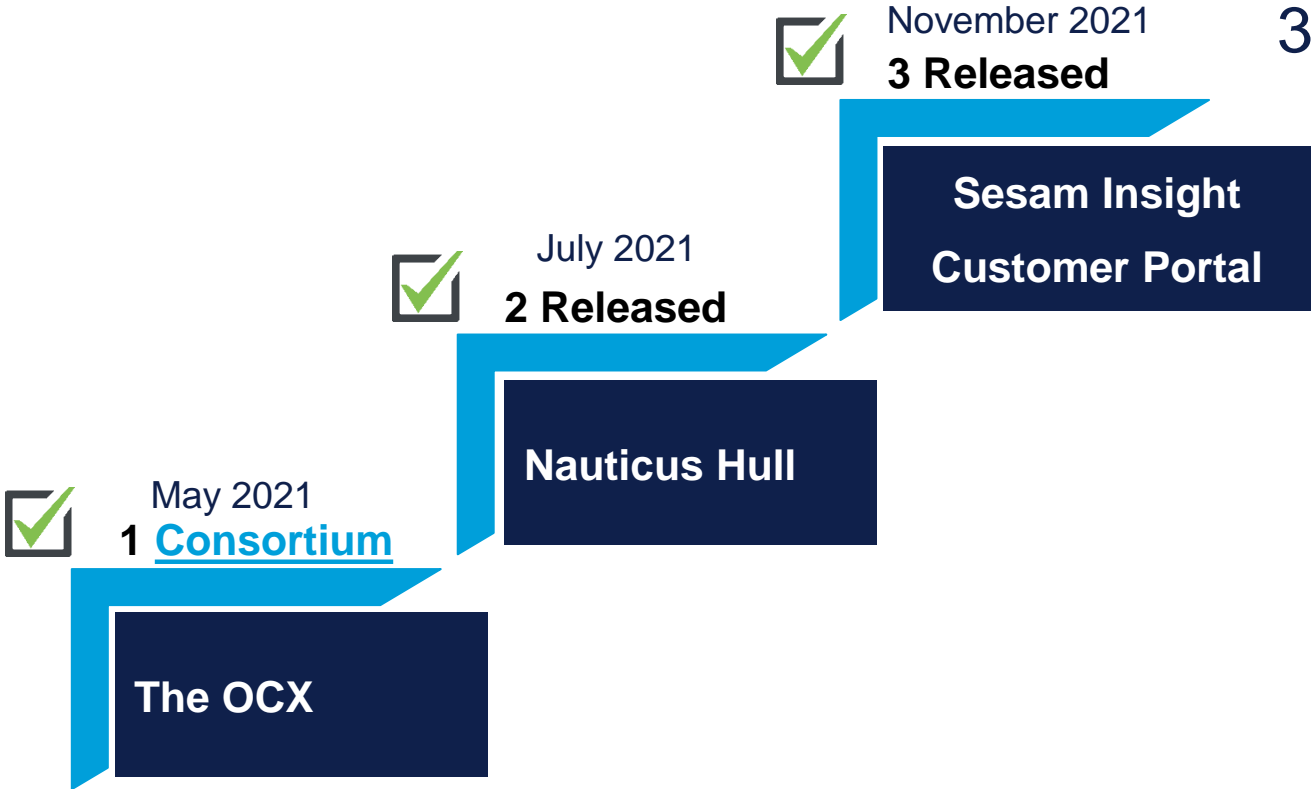 November 2021
3
3 Released
Sesam Insight
Customer Portal
July 2021
2 Released
Nauticus Hull
May 2021
1 Consortium
The OCX